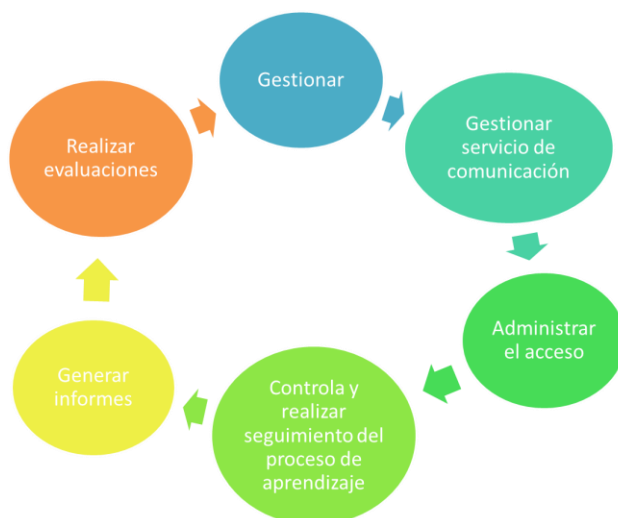 Gestionar
Gestionar
servicio de
comunicación
Administrar
el acceso
Controla y
realizar
seguimiento del
proceso de
aprendizaje
Generar
informes
Realizar
evaluaciones